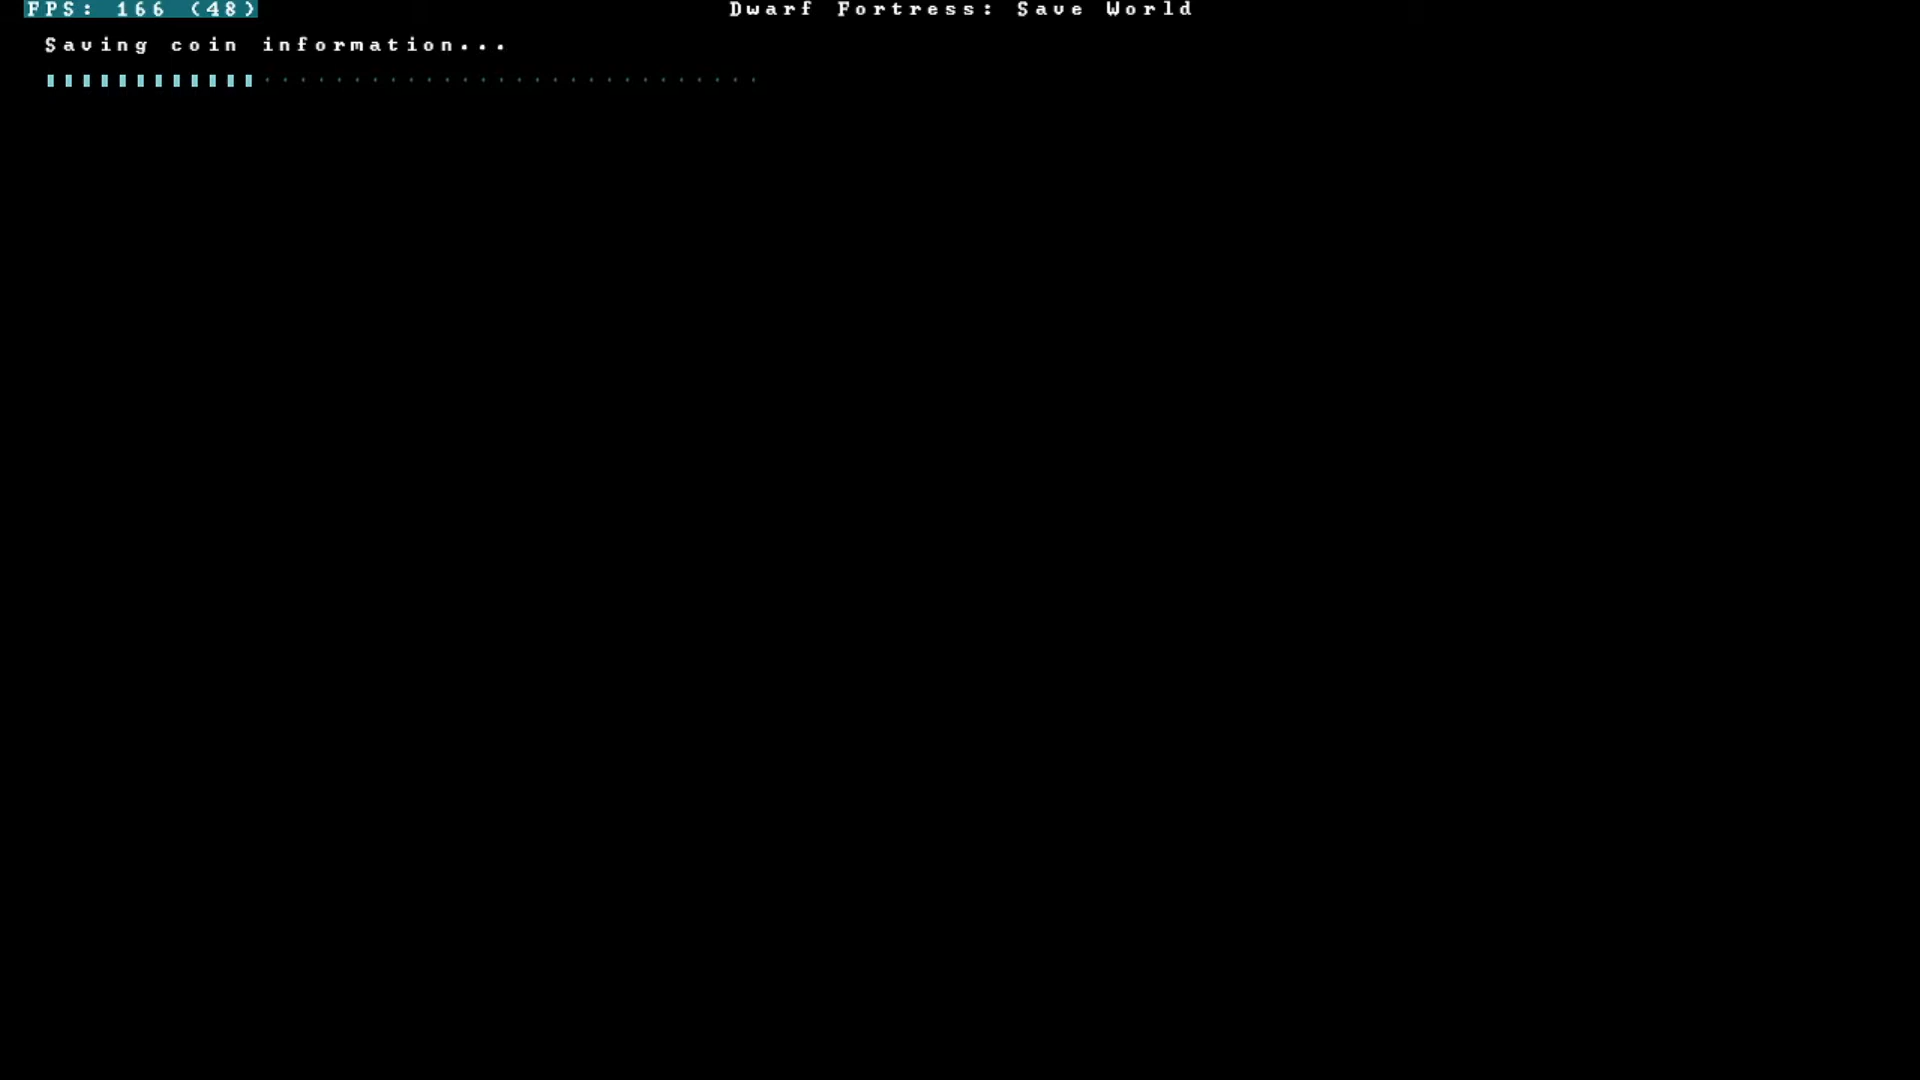 FPS: 166 (48)
Dwarf Fortress: Save World
Saving coin information...